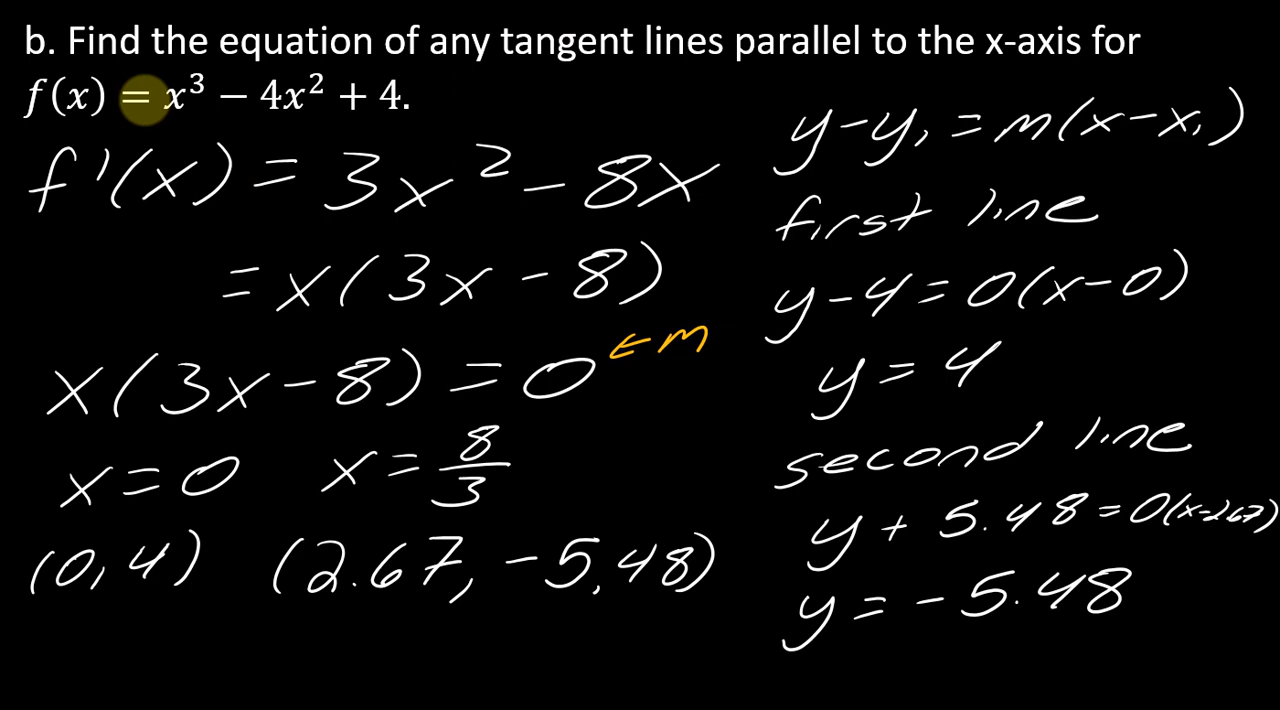 b. Find the equation of any tangent lines parallel to the x-axis for
f(x) = x³ − 4x² + 4.
f'(x) = 3x² − 8x
= x(3x − 8)
x(3x − 8) = 0 ← m
x = 0 x = 8/3
(0, 4) (2.67, −5.48)
y − y₁ = m(x − x₁)
first line
y − 4 = 0(x − 0)
y = 4
second line
y + 5.48 = 0(x − 2.67)
y = − 5.48